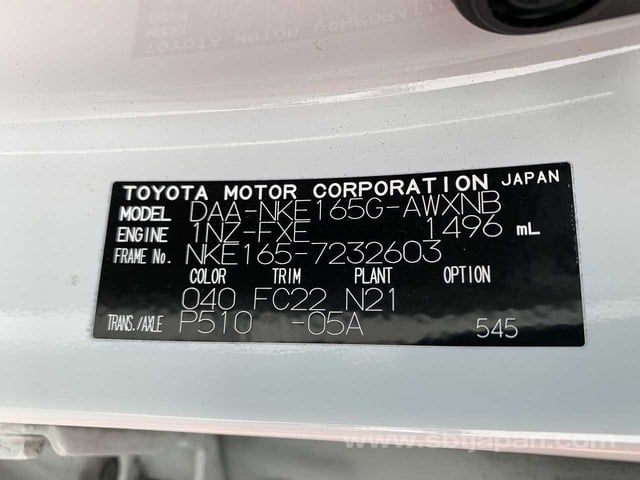 TOYOTA MOTOR CORPORATION JAPAN
MODEL DAA-NKE165G-AWXNB
ENGINE 1NZ-FXE 1496 mL
FRAME No. NKE165-7232603
COLOR TRIM PLANT OPTION
040 FC22 N21
TRANS./AXLE P510 -05A 545
www.sbtjapan.com